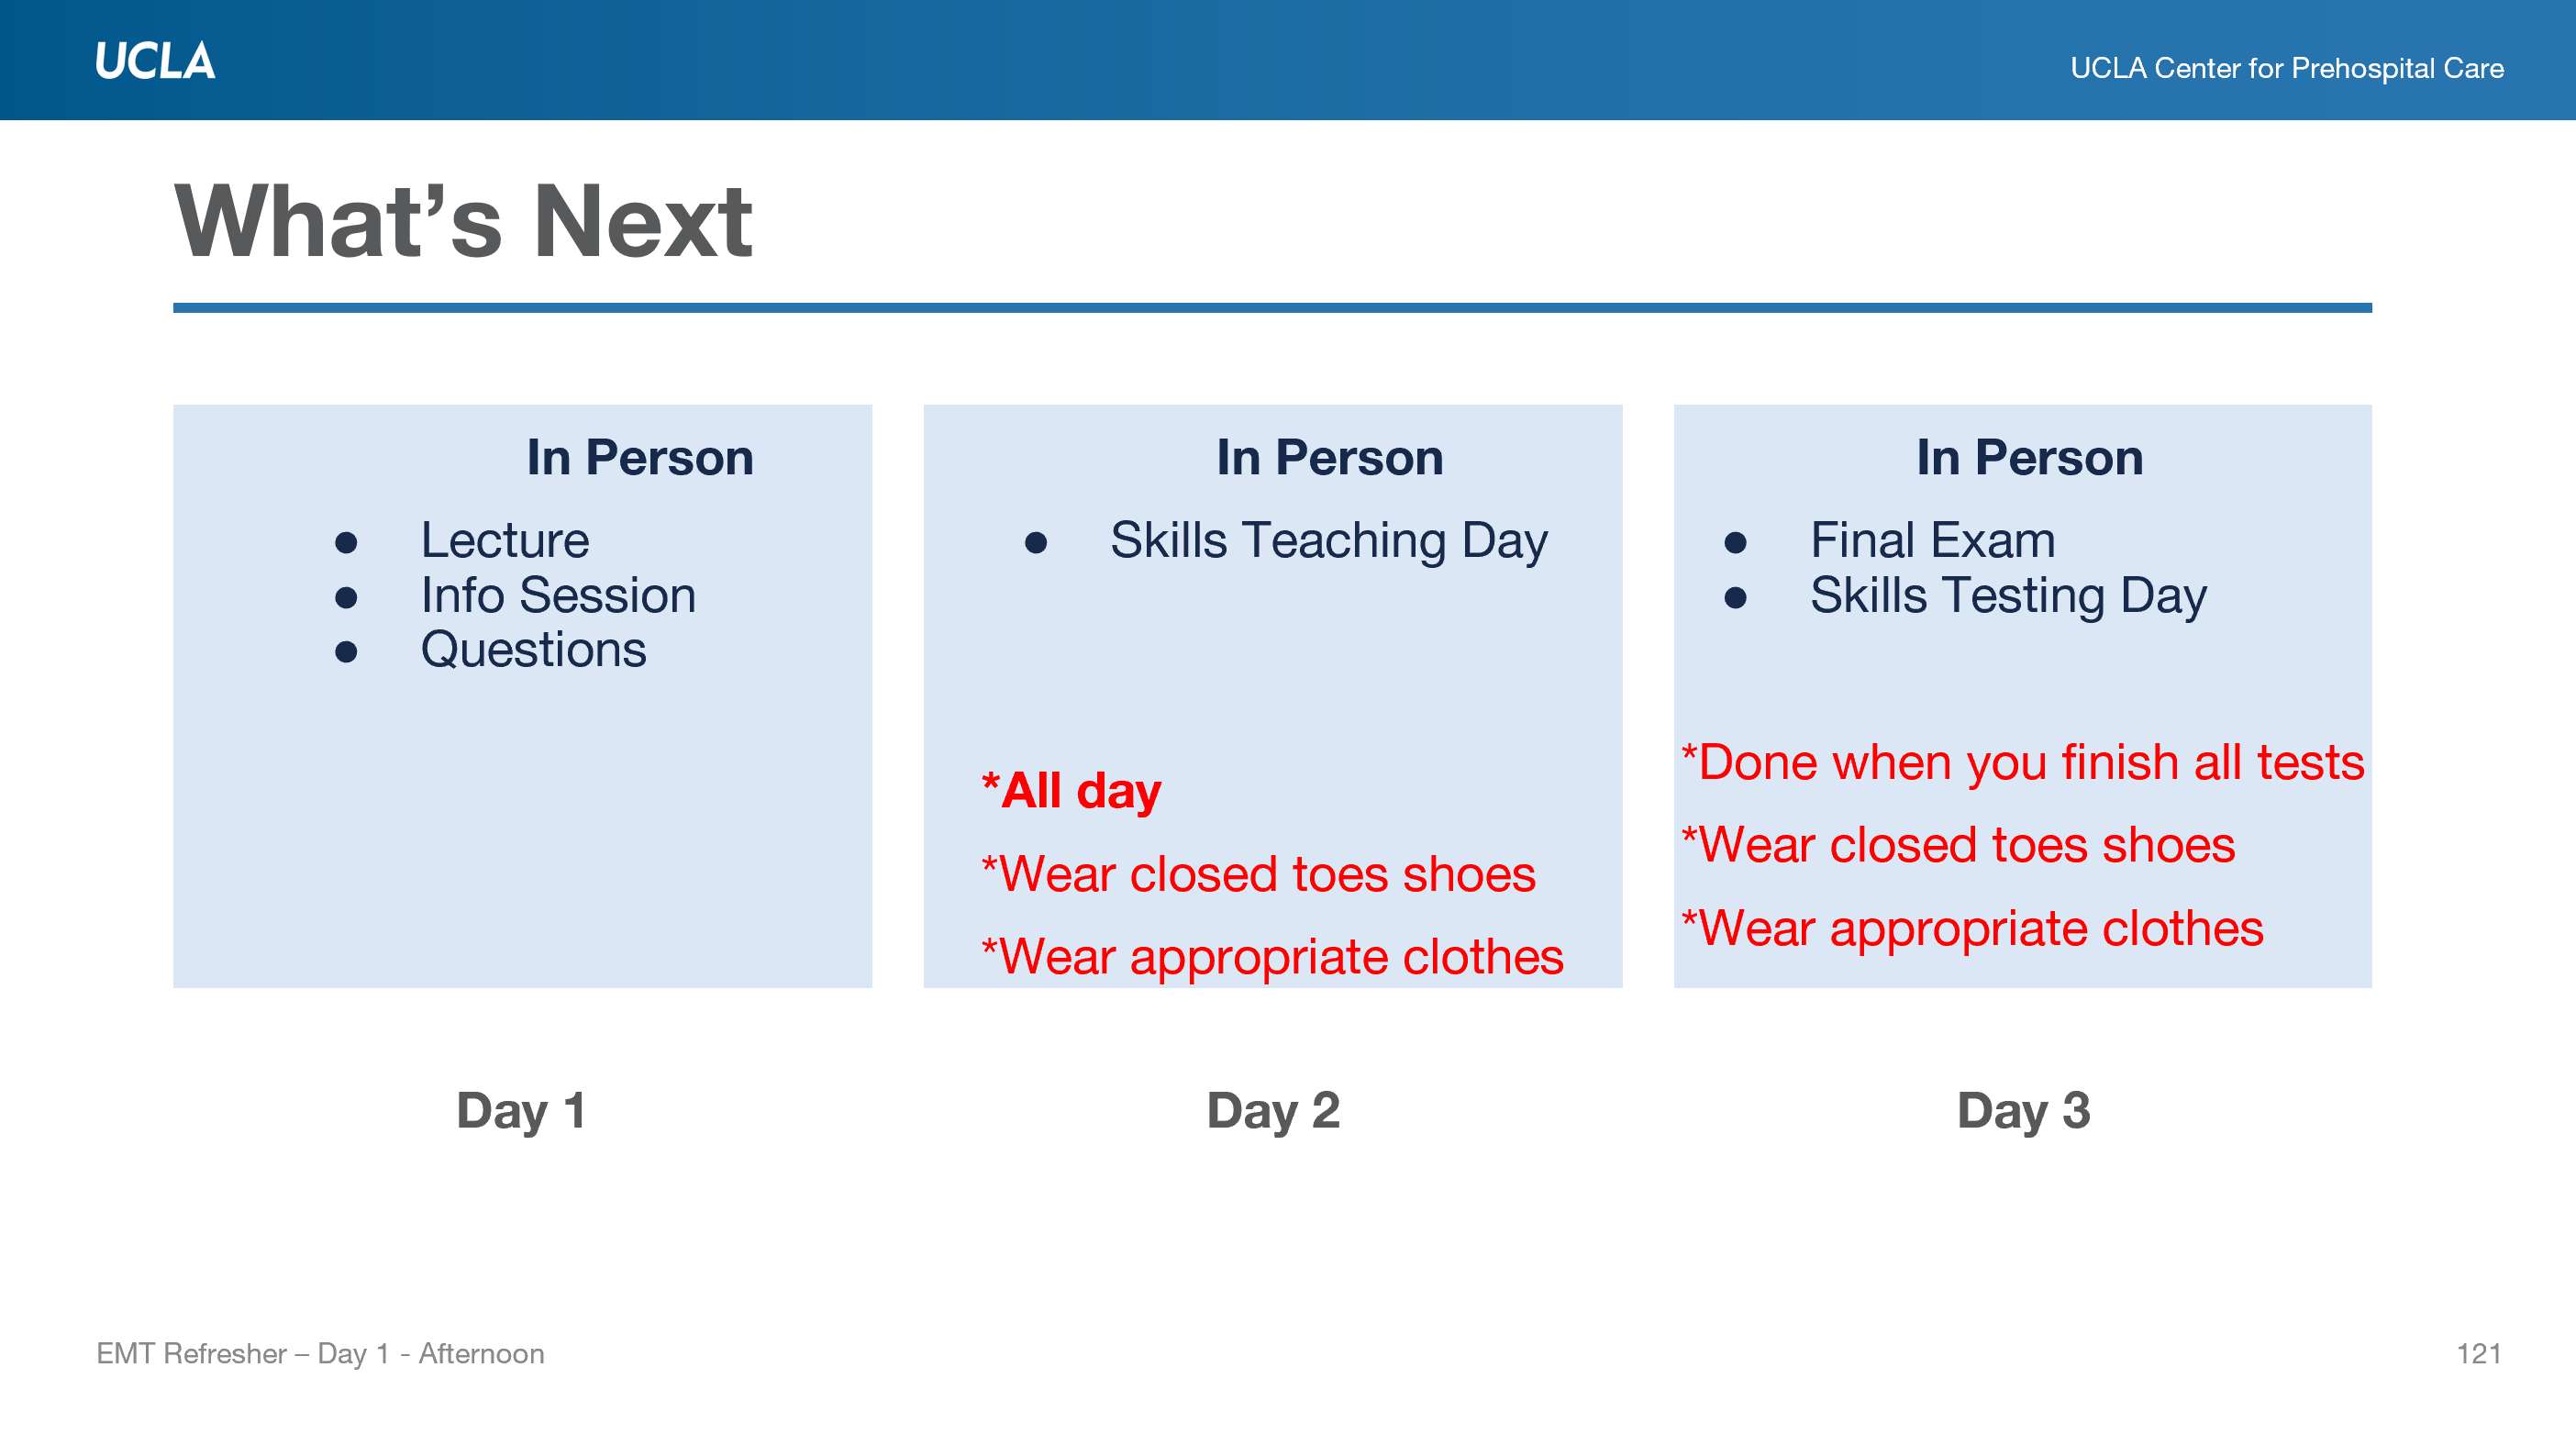 UCLA
UCLA Center for Prehospital Care
What’s Next
In Person
● Lecture
● Info Session
● Questions
In Person
● Skills Teaching Day
*All day
*Wear closed toes shoes
*Wear appropriate clothes
In Person
● Final Exam
● Skills Testing Day
*Done when you finish all tests
*Wear closed toes shoes
*Wear appropriate clothes
Day 1
Day 2
Day 3
EMT Refresher – Day 1 - Afternoon
121